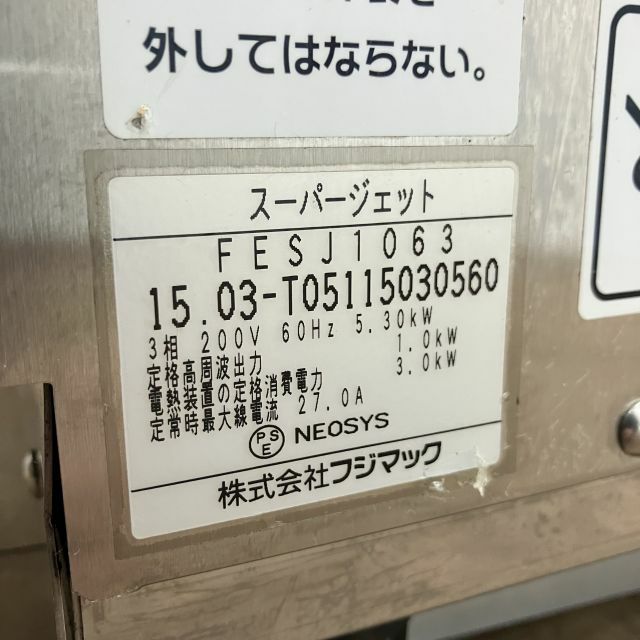 外してはならない。
スーパージェット
FESJ1063
15.03-T05115030560
3相 200V 60Hz 5.30kW
定格高周波出力 1.0kW
電熱装置の定格消費電力 3.0kW
定常時最大線電流 27.0A
PSE NEOSYS
株式会社フジマック